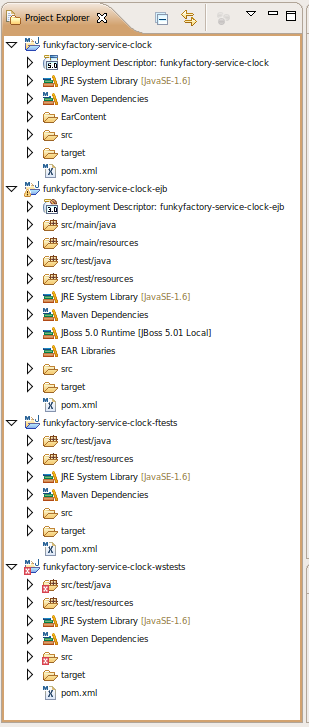 Project Explorer
funkyfactory-service-clock
Deployment Descriptor: funkyfactory-service-clock
JRE System Library [JavaSE-1.6]
Maven Dependencies
EarContent
src
target
pom.xml
funkyfactory-service-clock-ejb
Deployment Descriptor: funkyfactory-service-clock-ejb
src/main/java
src/main/resources
src/test/java
src/test/resources
JRE System Library [JavaSE-1.6]
Maven Dependencies
JBoss 5.0 Runtime [JBoss 5.01 Local]
EAR Libraries
src
target
pom.xml
funkyfactory-service-clock-ftests
src/test/java
src/test/resources
JRE System Library [JavaSE-1.6]
Maven Dependencies
src
target
pom.xml
funkyfactory-service-clock-wstests
src/test/java
src/test/resources
JRE System Library [JavaSE-1.6]
Maven Dependencies
src
target
pom.xml